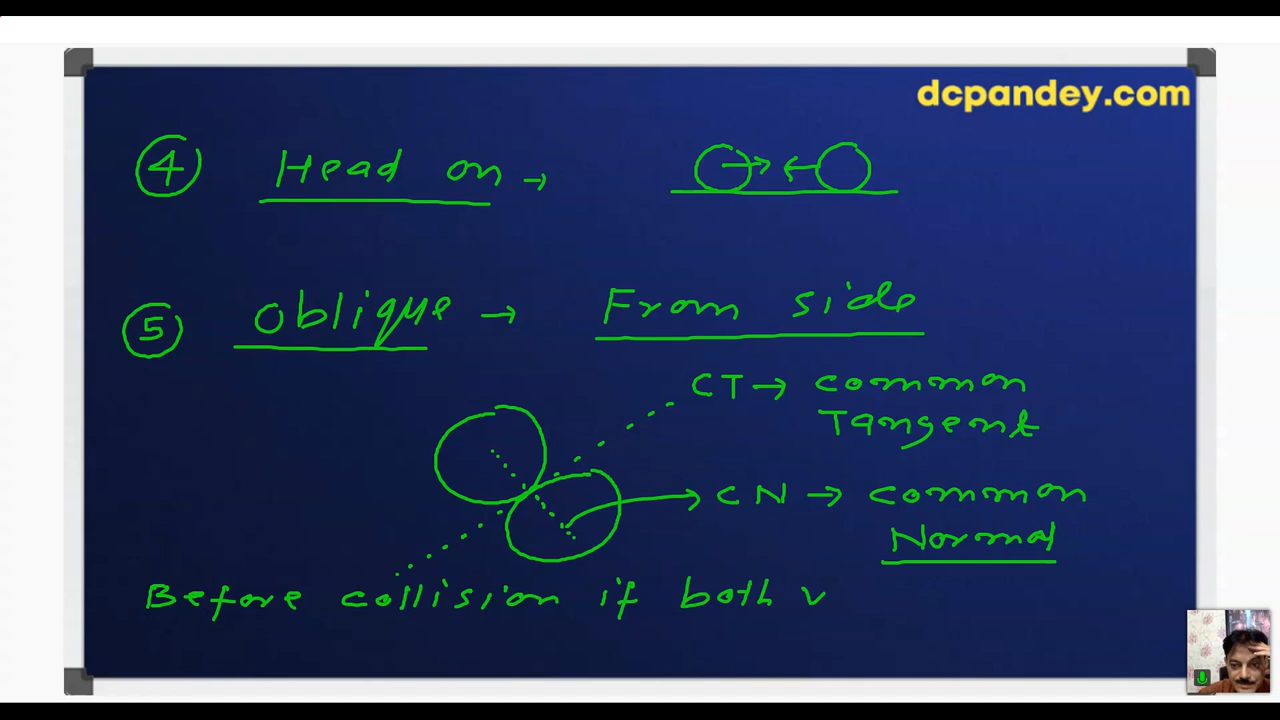 dcpandey.com
④ Head on →
⑤ Oblique → From side
CT → common
Tangent
CN → common
Normal
Before collision if both v